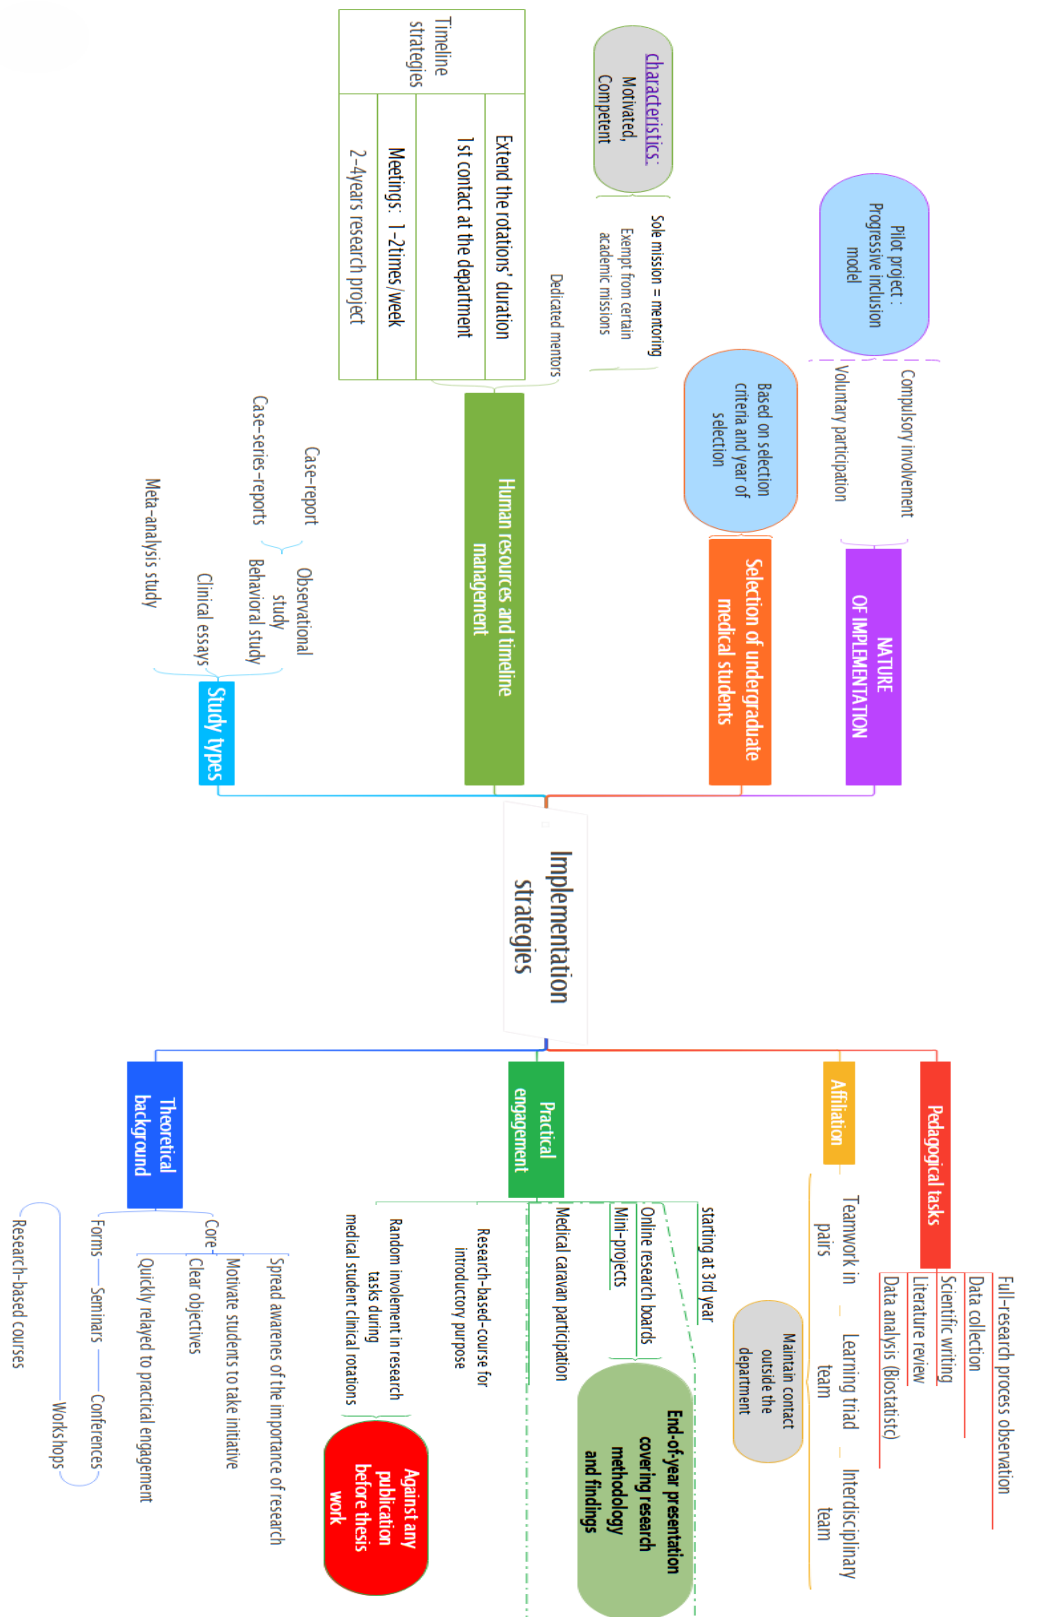 Implementation
strategies
NATURE
OF IMPLEMENTATION
Compulsory involvement
Voluntary participation
Pilot project :
Progressive inclusion
model
Selection of undergraduate
medical students
Based on selection
criteria and year of
selection
Human resources and timeline
management
Dedicated mentors
Sole mission = mentoring
Exempt from certain
academic missions
characteristics:
Motivated,
Competent
Timeline
strategies
Extend the rotations' duration
1st contact at the department
Meetings: 1-2times/week
2-4years research project
Study types
Observational
study
Behavioral study
Case-report
Case-series-reports
Clinical essays
Meta-analysis study
Pedagogical tasks
Full-research process observation
Data collection
Scientific writing
Literature review
Data analysis (Biostatistc)
Affiliation
Teamwork in
pairs
Learning triad
team
Interdisciplinary
team
Maintain contact
outside the
department
Practical
engagement
starting at 3rd year
Online research boards
Mini-projects
End-of-year presentation
covering research
methodology
and findings
Medical caravan participation
Research-based-course for
introductory purpose
Random involement in research
tasks during
medical student clinical rotations
Against any
publication
before thesis
work
Theoretical
background
Core
Spread awarenes of the importance of research
Motivate students to take initiative
Clear objectives
Quickly relayed to practical engagement
Forms
Seminars
Conferences
Workshops
Research-based courses